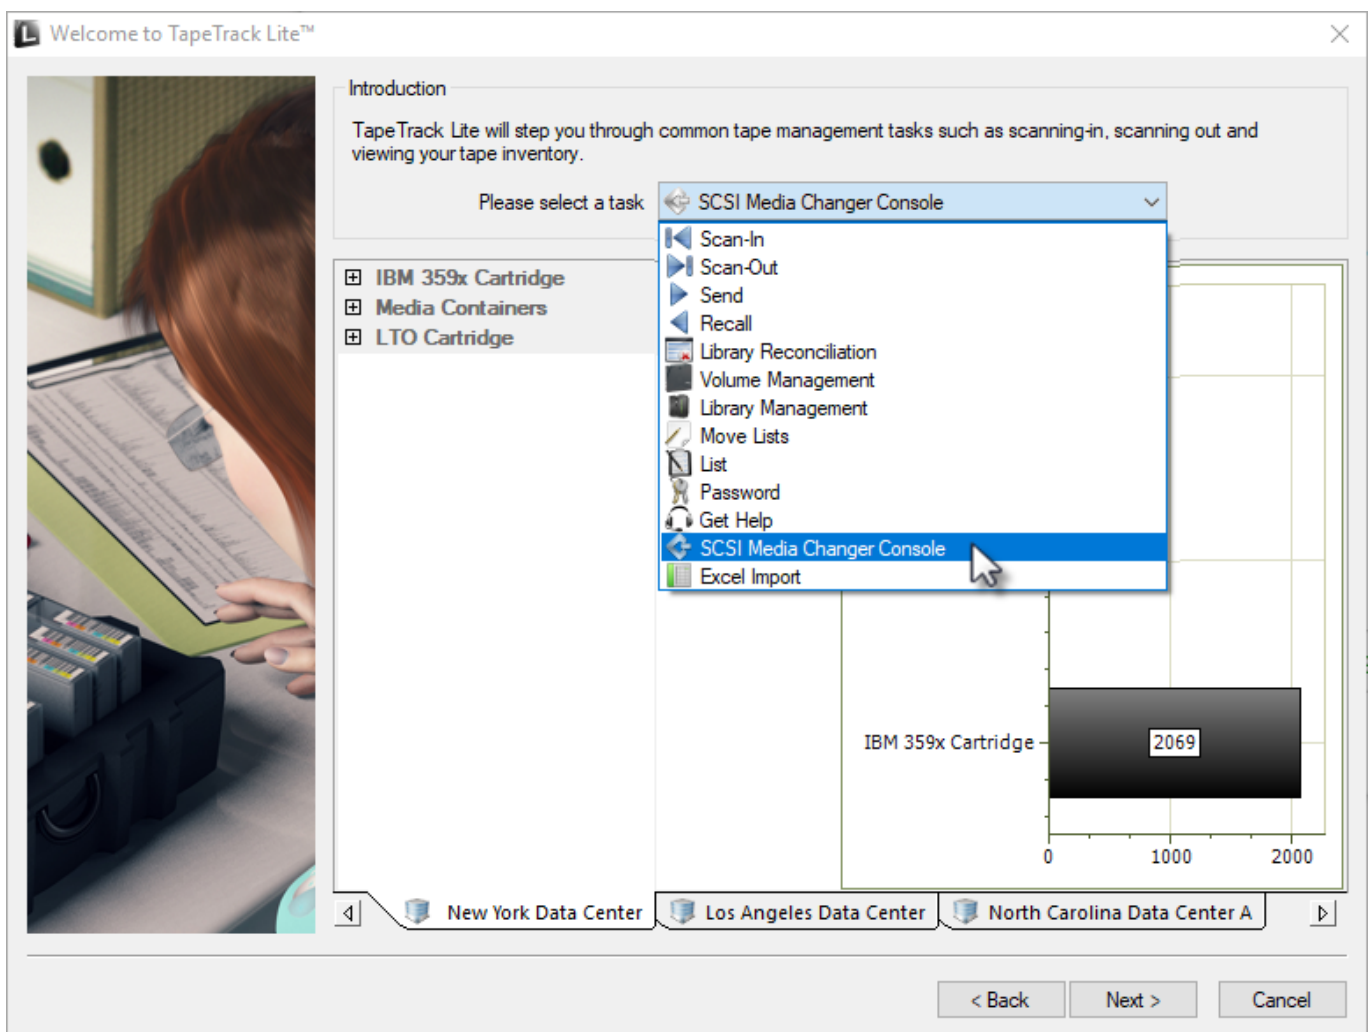 Welcome to TapeTrack Lite™
Introduction
TapeTrack Lite will step you through common tape management tasks such as scanning-in, scanning out and
viewing your tape inventory.
Please select a task
SCSI Media Changer Console
Scan-In
Scan-Out
Send
Recall
Library Reconciliation
Volume Management
Library Management
Move Lists
List
Password
Get Help
SCSI Media Changer Console
Excel Import
IBM 359x Cartridge
Media Containers
LTO Cartridge
IBM 359x Cartridge
2069
0 1000 2000
New York Data Center
Los Angeles Data Center
North Carolina Data Center A
< Back
Next >
Cancel